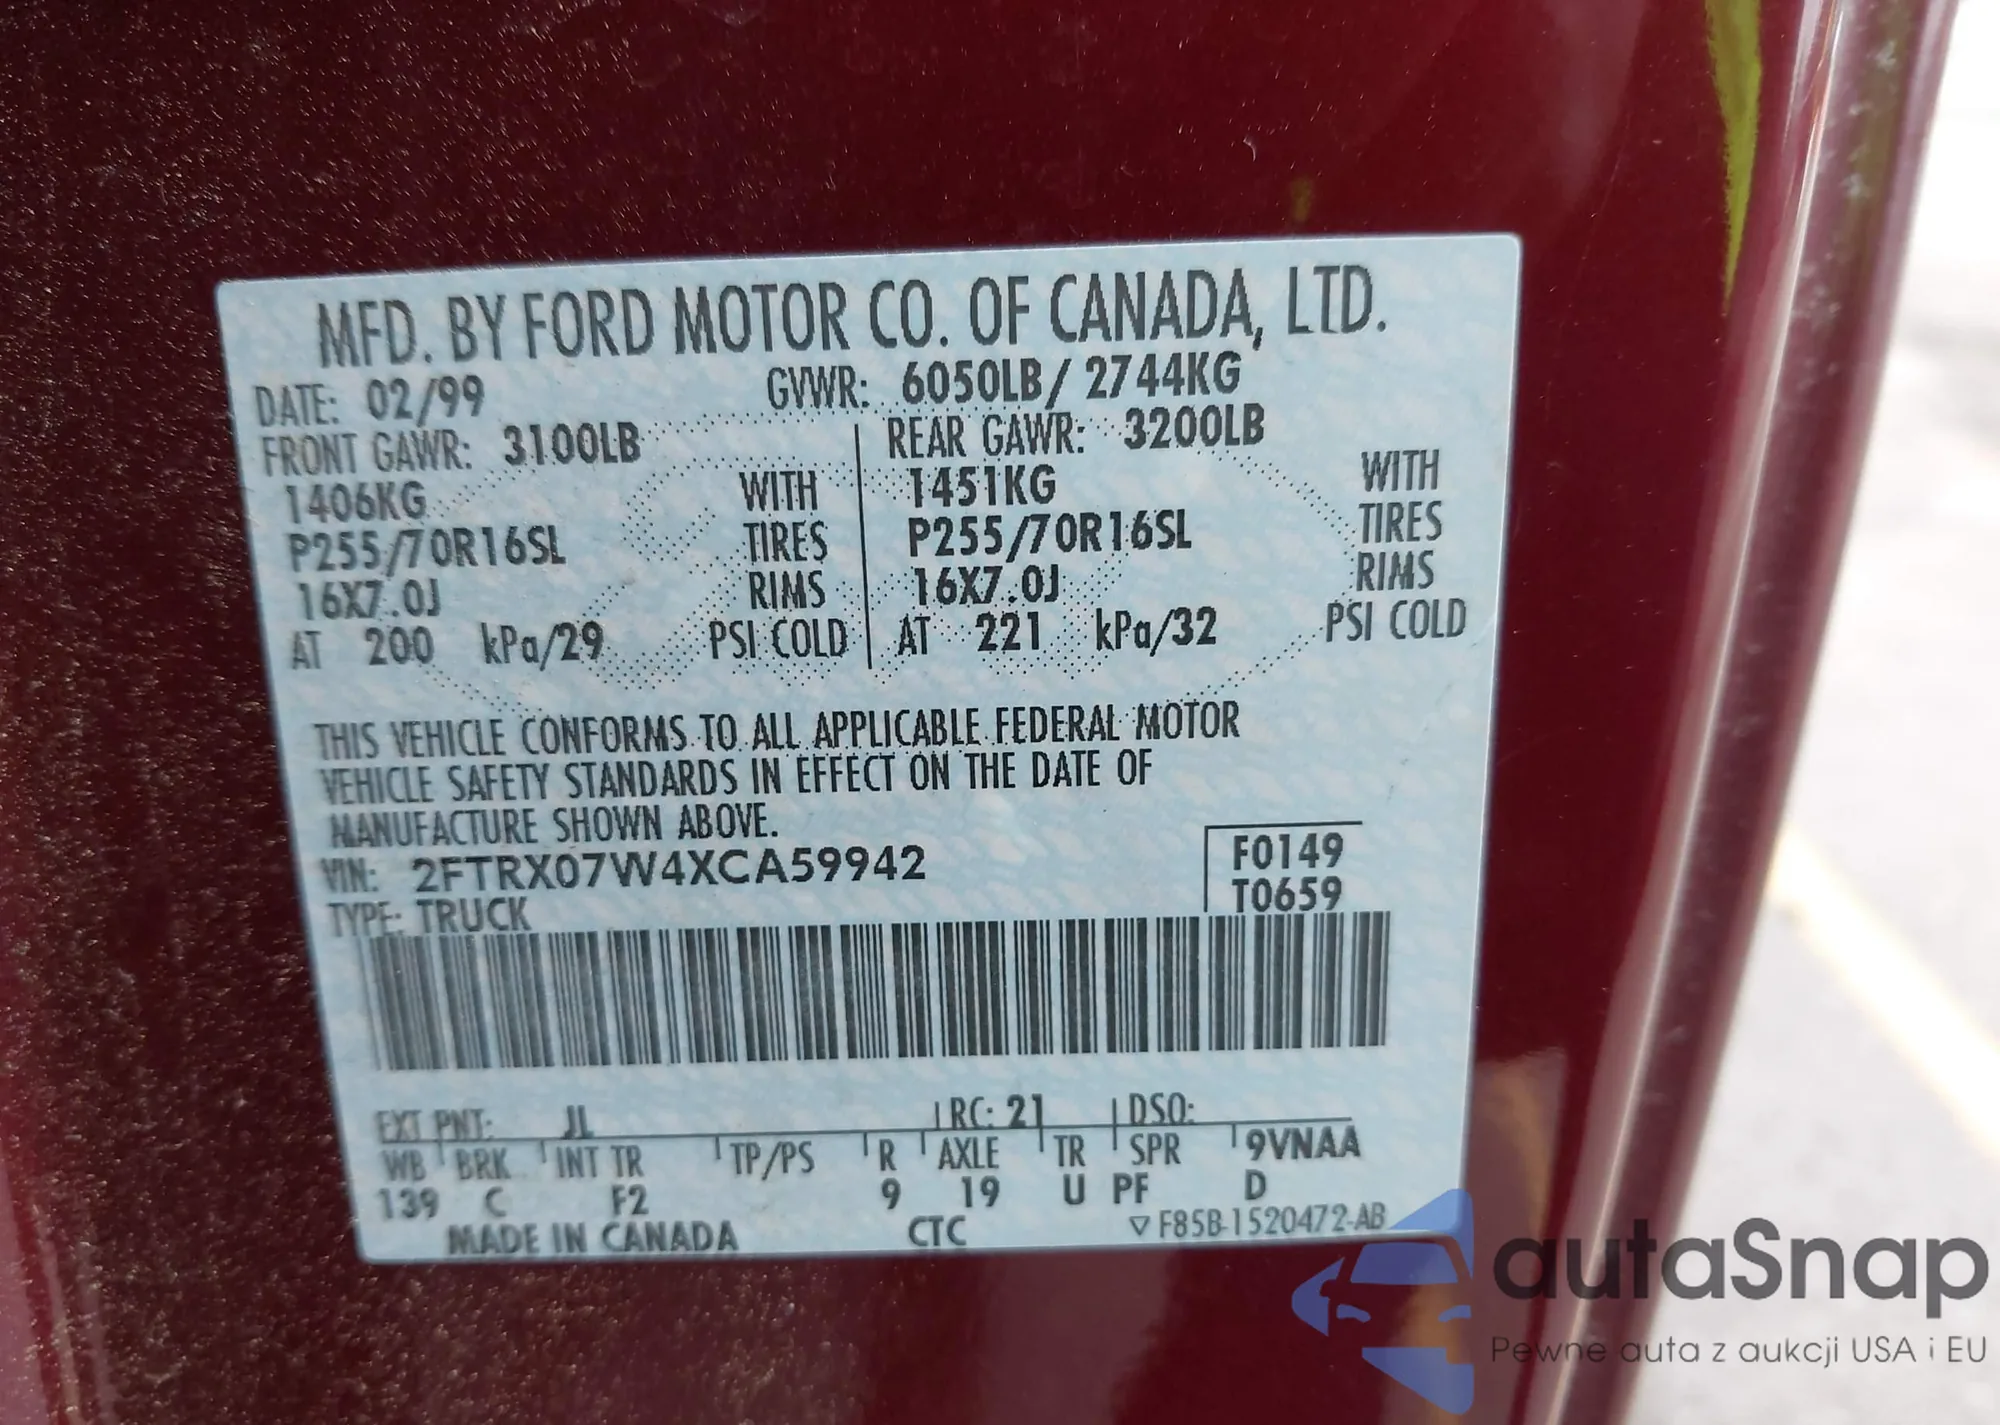 MFD. BY FORD MOTOR CO. OF CANADA, LTD.
DATE: 02/99 GVWR: 6050LB/ 2744KG
FRONT GAWR: 3100LB REAR GAWR: 3200LB
1406KG WITH 1451KG WITH
P255/70R16SL TIRES P255/70R16SL TIRES
16X7.0J RIMS 16X7.0J RIMS
AT 200 kPa/29 PSI COLD AT 221 kPa/32 PSI COLD
THIS VEHICLE CONFORMS TO ALL APPLICABLE FEDERAL MOTOR
VEHICLE SAFETY STANDARDS IN EFFECT ON THE DATE OF
MANUFACTURE SHOWN ABOVE.
VIN: 2FTRX07W4XCA59942 F0149
TYPE: TRUCK T0659
EXT PNT: JL RC: 21 DSO:
WB BRK INT TR TP/PS R AXLE TR SPR 9VNAA
139 C F2 9 19 U PF D
MADE IN CANADA CTC ▽ F85B-1520472-AB
autaSnap
Pewne auta z aukcji USA i EU